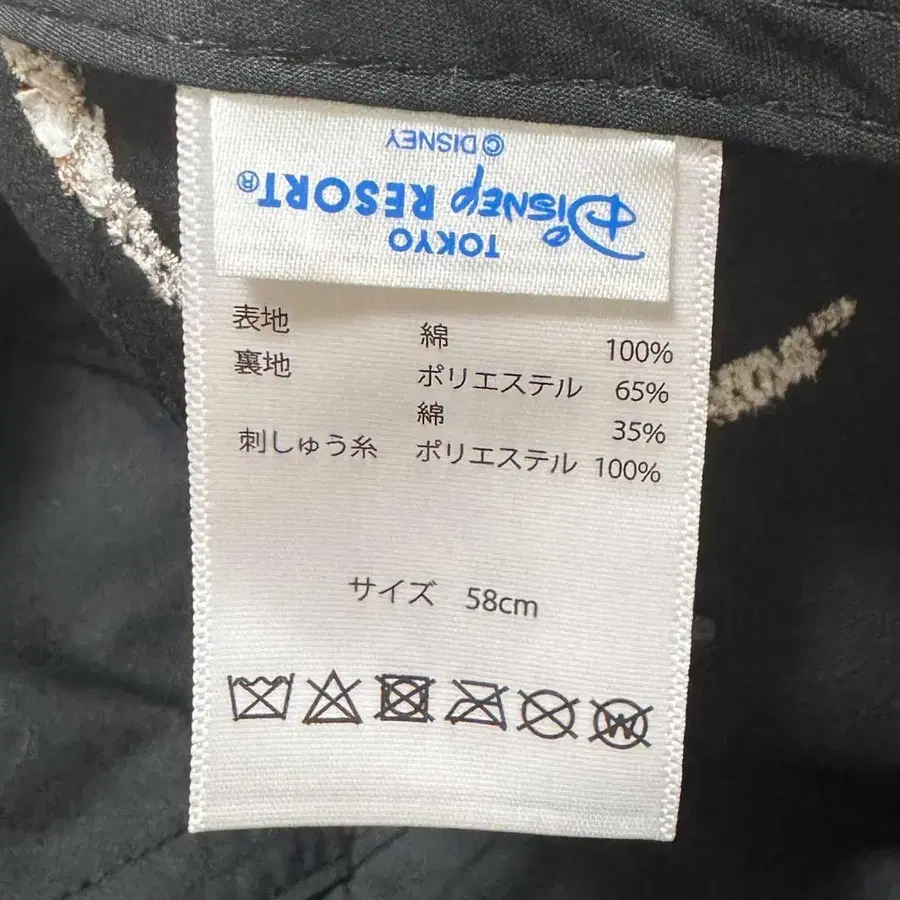 © DISNEY
TOKYO
Disney RESORT®
表地 綿 100%
裏地 ポリエステル 65%
綿 35%
刺しゅう糸 ポリエステル 100%
サイズ 58cm
W